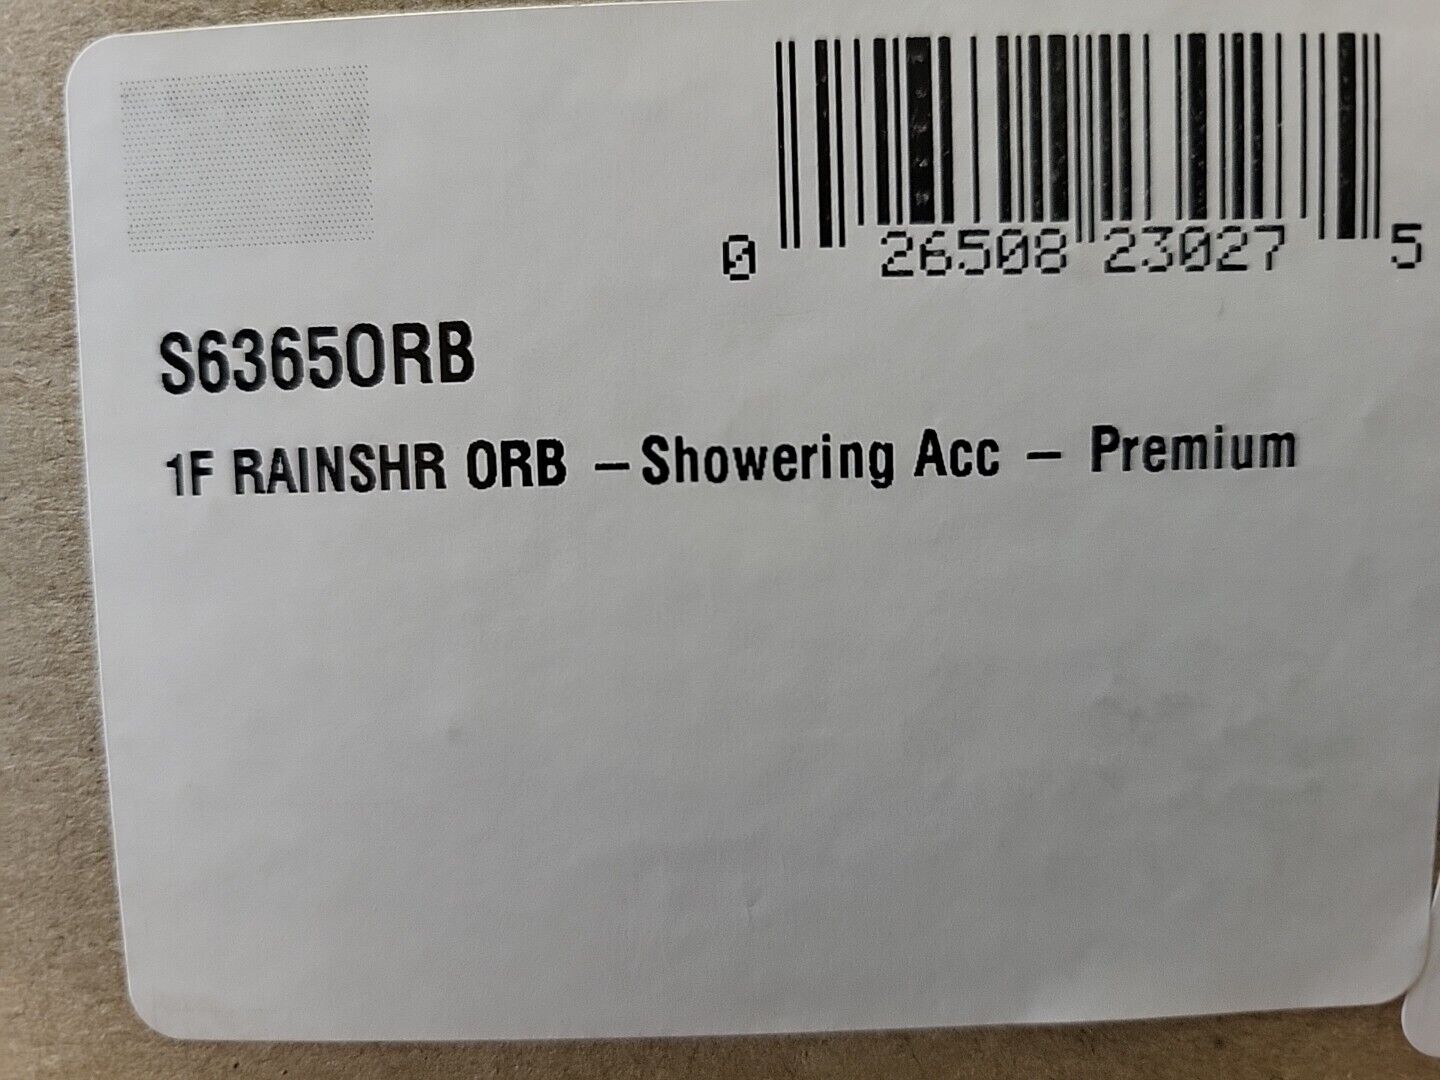 0 26508 23027 5
S6365ORB
1F RAINSHR ORB – Showering Acc – Premium